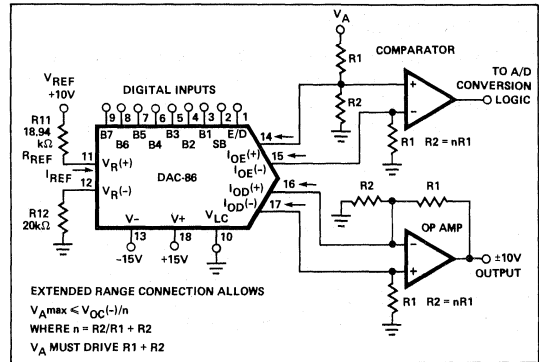 V_A
R1
COMPARATOR
V_REF
+10V
DIGITAL INPUTS
R2
+
−
TO A/D
CONVERSION
LOGIC
R11
18.94
kΩ
9 8 7 6 5 4 3 2 1
B7 B6 B5 B4 B3 B2 B1 SB E/D
14
R1 R2 = nR1
R_REF
11
V_R(+)
I_OE(+)
15
I_OE(-)
I_REF
12
V_R(-)
DAC-86
I_OD(+)
16
R2
R1
I_OD(-)
17
R12
20kΩ
V-
V+
V_LC
13
18
10
−
+
OP AMP
±10V
OUTPUT
-15V
+15V
R1 R2 = nR1
EXTENDED RANGE CONNECTION ALLOWS
V_A max ⩽ V_OC(-)/n
WHERE n = R2/R1 + R2
V_A MUST DRIVE R1 + R2